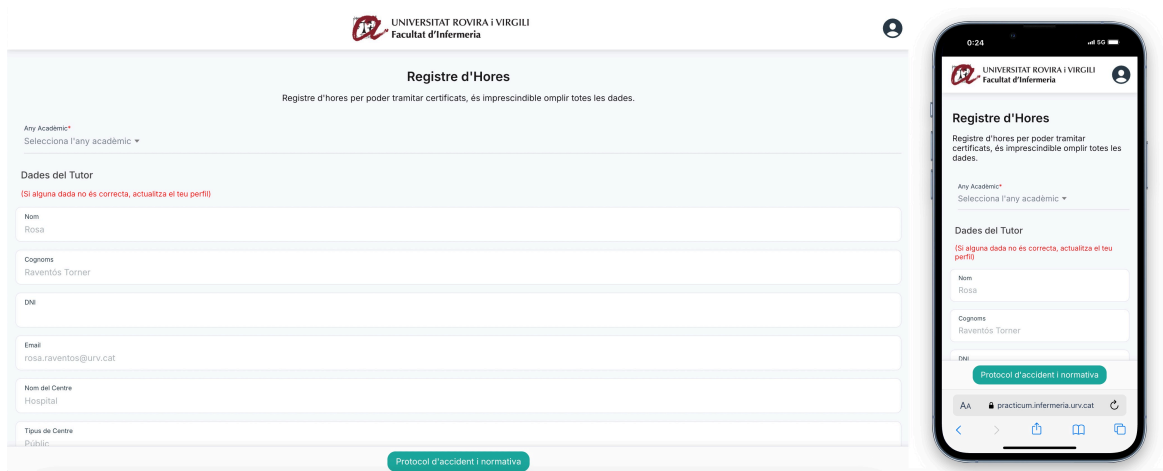 UNIVERSITAT ROVIRA i VIRGILI
Facultat d'Infermeria
Registre d'Hores
Registre d'hores per poder tramitar certificats, és imprescindible omplir totes les dades.
Any Acadèmic*
Selecciona l'any acadèmic
Dades del Tutor
(Si alguna dada no és correcta, actualitza el teu perfil)
Nom
Rosa
Cognoms
Raventós Torner
DNI
Email
rosa.raventos@urv.cat
Nom del Centre
Hospital
Tipus de Centre
Públic
Protocol d'accident i normativa
0:24
5G
UNIVERSITAT ROVIRA i VIRGILI
Facultat d'Infermeria
Registre d'Hores
Registre d'hores per poder tramitar
certificats, és imprescindible omplir totes les
dades.
Any Acadèmic*
Selecciona l'any acadèmic
Dades del Tutor
(Si alguna dada no és correcta, actualitza el teu
perfil)
Nom
Rosa
Cognoms
Raventós Torner
DNI
Protocol d'accident i normativa
AA practicum.infermeria.urv.cat